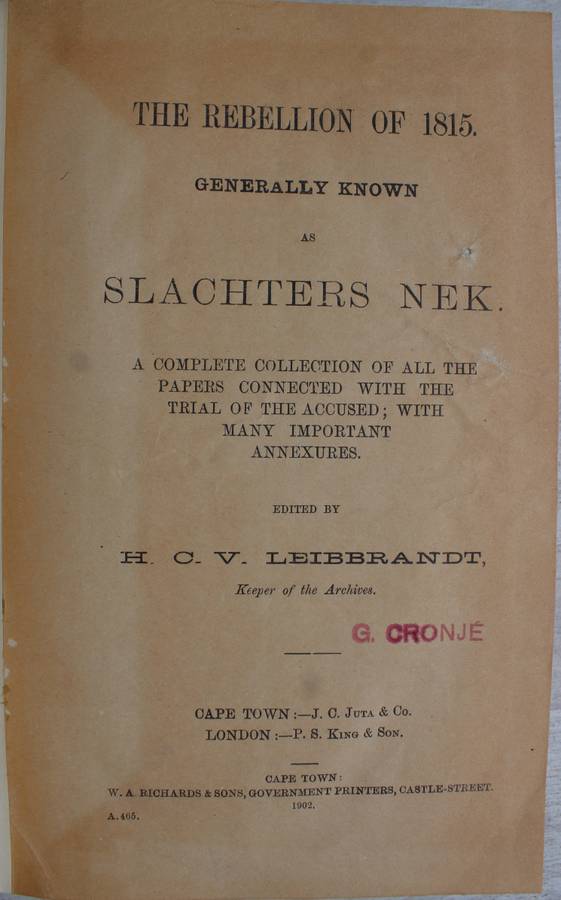 THE REBELLION OF 1815.
GENERALLY KNOWN
AS
SLACHTERS NEK.
A COMPLETE COLLECTION OF ALL THE
PAPERS CONNECTED WITH THE
TRIAL OF THE ACCUSED; WITH
MANY IMPORTANT
ANNEXURES.
EDITED BY
H. C. V. LEIBBRANDT,
Keeper of the Archives.
G. CRONJÉ
CAPE TOWN:—J. C. JUTA & CO.
LONDON:—P. S. KING & SON.
CAPE TOWN:
W. A. RICHARDS & SONS, GOVERNMENT PRINTERS, CASTLE-STREET.
1902.
A.465.